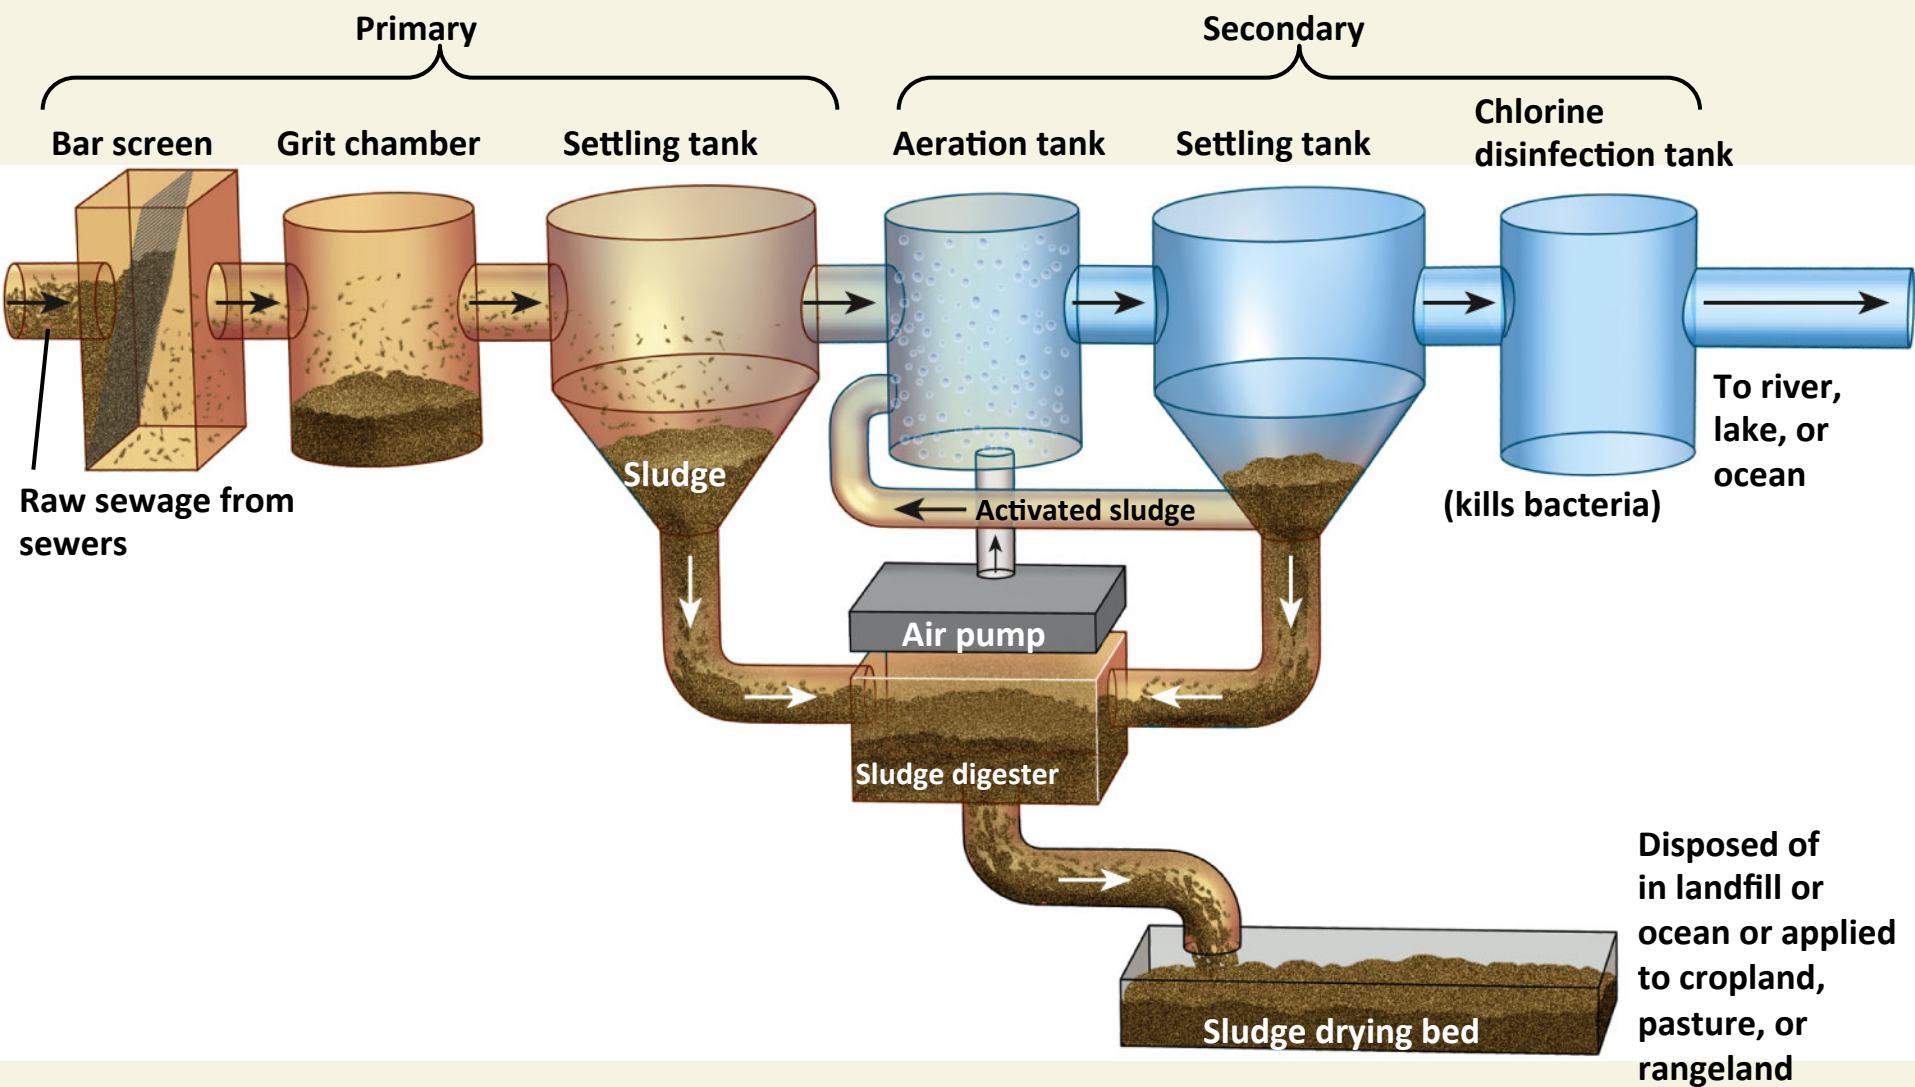 Primary
Secondary
Bar screen
Grit chamber
Settling tank
Aeration tank
Settling tank
Chlorine
disinfection tank
Sludge
Raw sewage from
sewers
Activated sludge
(kills bacteria)
To river,
lake, or
ocean
Air pump
Sludge digester
Sludge drying bed
Disposed of
in landfill or
ocean or applied
to cropland,
pasture, or
rangeland